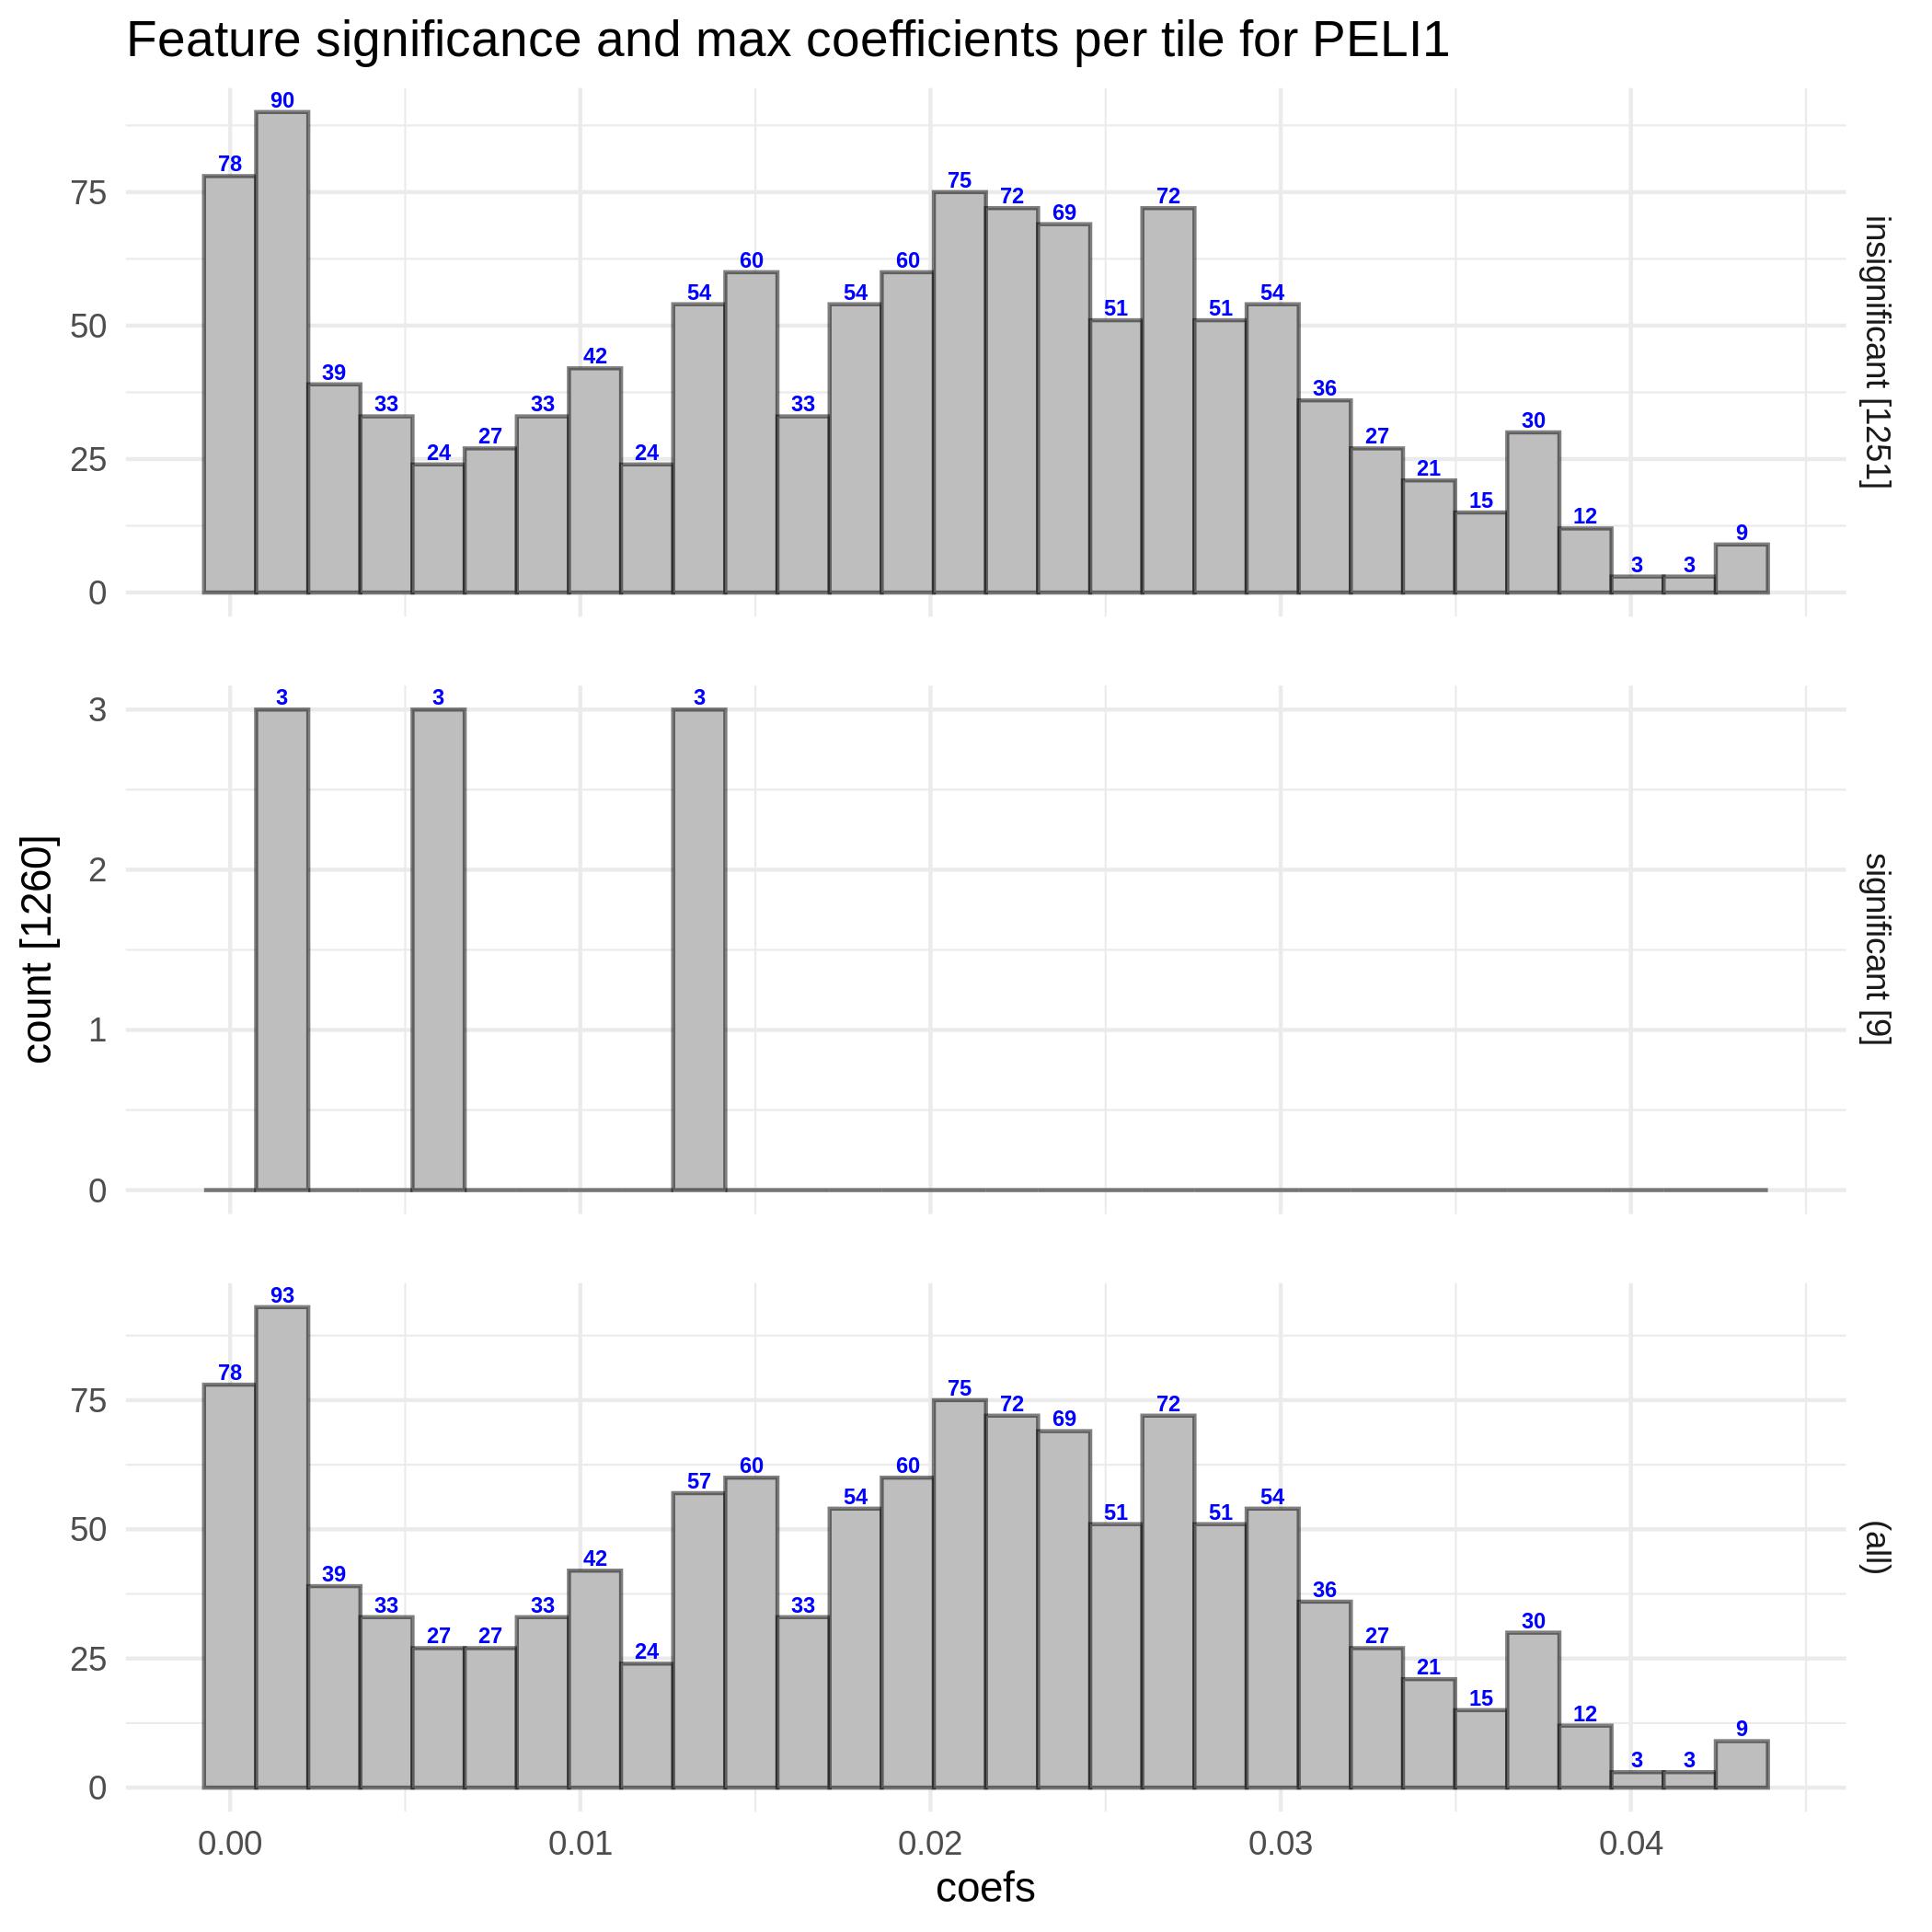 Feature significance and max coefficients per tile for PELI1
78 90 39 33 24 27 33 42 24 54 60 33 54 60 75 72 69 51 72 51 54 36 27 21 15 30 12 3 3 9
75
50
25
0
insignificant [1251]
3 3 3
3
2
1
0
significant [9]
count [1260]
78 93 39 33 27 27 33 42 24 57 60 33 54 60 75 72 69 51 72 51 54 36 27 21 15 30 12 3 3 9
75
50
25
0
(all)
0.00 0.01 0.02 0.03 0.04
coefs